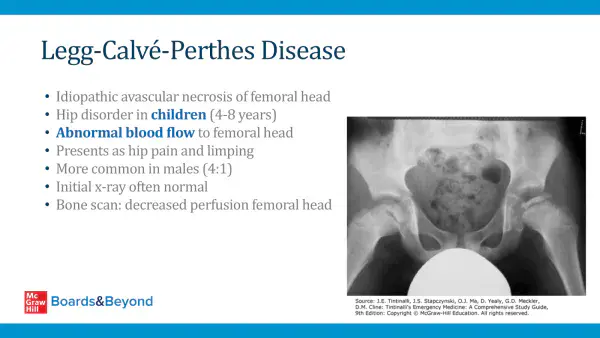 Legg-Calvé-Perthes Disease
• Idiopathic avascular necrosis of femoral head
• Hip disorder in children (4-8 years)
• Abnormal blood flow to femoral head
• Presents as hip pain and limping
• More common in males (4:1)
• Initial x-ray often normal
• Bone scan: decreased perfusion femoral head
Mc
Graw
Hill
Boards&Beyond
Source: J.E. Tintinalli, J.S. Stapczynski, O.J. Ma, D. Yealy, G.D. Meckler,
D.M. Cline: Tintinalli's Emergency Medicine: A Comprehensive Study Guide,
9th Edition: Copyright © McGraw-Hill Education. All rights reserved.